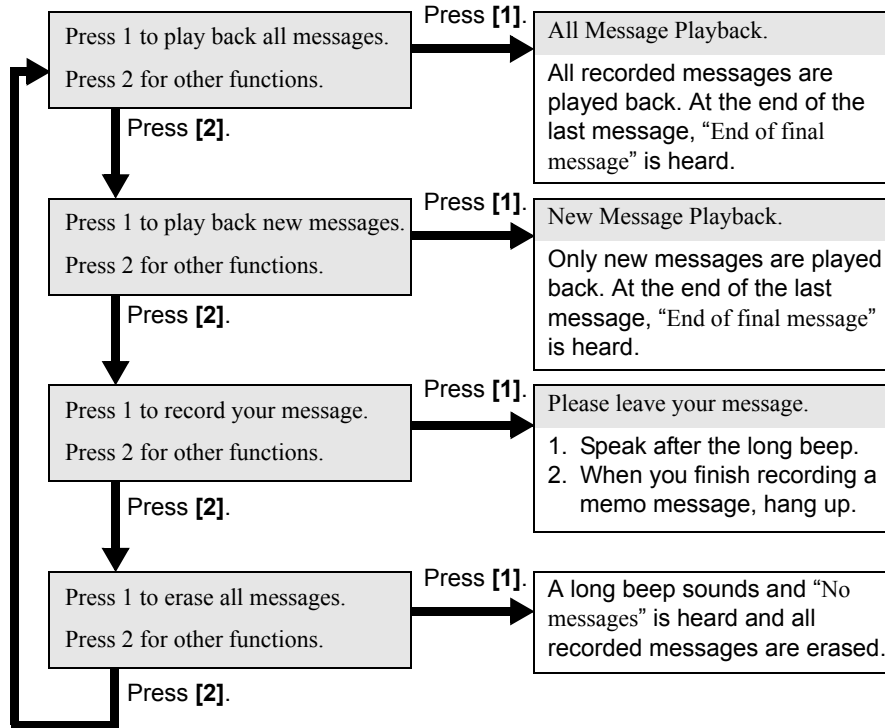 Press [1].
Press 1 to play back all messages.
Press 2 for other functions.
All Message Playback.
All recorded messages are
played back. At the end of the
last message, “End of final
message” is heard.
Press [2].
Press [1].
Press 1 to play back new messages.
Press 2 for other functions.
New Message Playback.
Only new messages are played
back. At the end of the last
message, “End of final message”
is heard.
Press [2].
Press [1].
Press 1 to record your message.
Press 2 for other functions.
Please leave your message.
1. Speak after the long beep.
2. When you finish recording a
memo message, hang up.
Press [2].
Press [1].
Press 1 to erase all messages.
Press 2 for other functions.
A long beep sounds and “No
messages” is heard and all
recorded messages are erased.
Press [2].